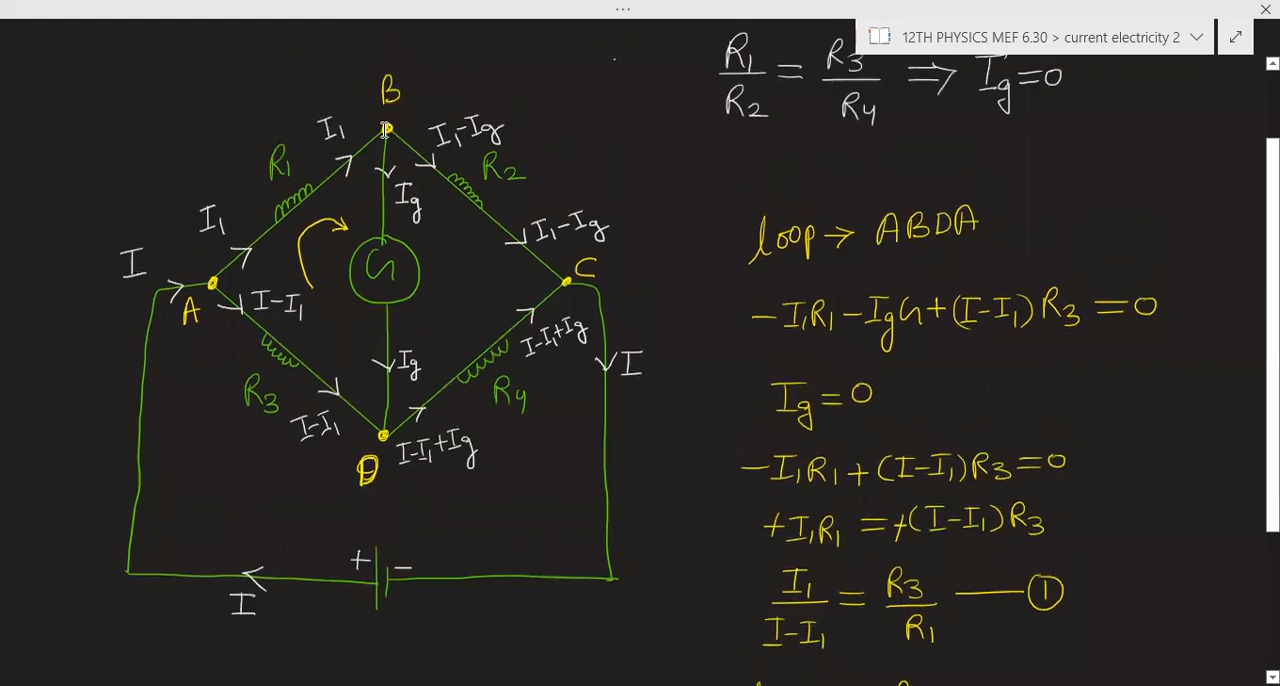 12TH PHYSICS MEF 6.30 > current electricity 2
R1/R2 = R3/R4 ⇒ Ig=0
B
I1
I1-Ig
R1
R2
Ig
I1
I1-Ig
I
G
C
A
I-I1
I-I1+Ig
Ig
I
R3
R4
I-I1
I-I1+Ig
D
+ -
I
loop → ABDA
-I1R1-IgG+(I-I1)R3=0
Ig=0
-I1R1+(I-I1)R3=0
+I1R1=+(I-I1)R3
I1/I-I1 = R3/R1 — 1